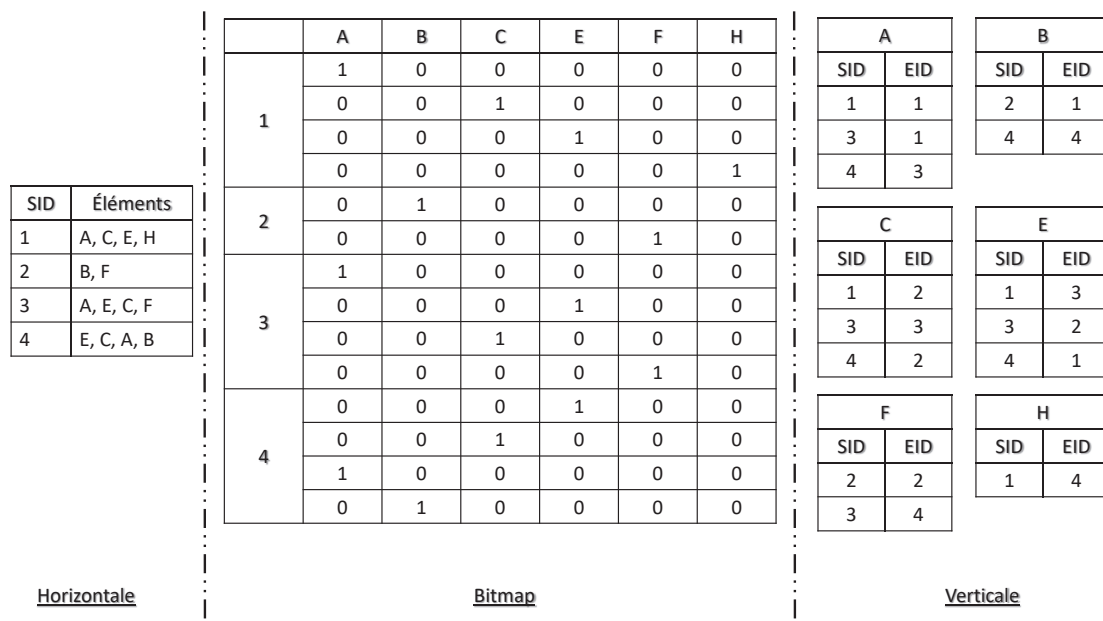 SID Éléments
1 A, C, E, H
2 B, F
3 A, E, C, F
4 E, C, A, B
Horizontale
A B C E F H
1
1 0 0 0 0 0
0 0 1 0 0 0
0 0 0 1 0 0
0 0 0 0 0 1
2
0 1 0 0 0 0
0 0 0 0 1 0
3
1 0 0 0 0 0
0 0 0 1 0 0
0 0 1 0 0 0
0 0 0 0 1 0
4
0 0 0 1 0 0
0 0 1 0 0 0
1 0 0 0 0 0
0 1 0 0 0 0
Bitmap
A
SID EID
1 1
3 1
4 3
B
SID EID
2 1
4 4
C
SID EID
1 2
3 3
4 2
E
SID EID
1 3
3 2
4 1
F
SID EID
2 2
3 4
H
SID EID
1 4
Verticale